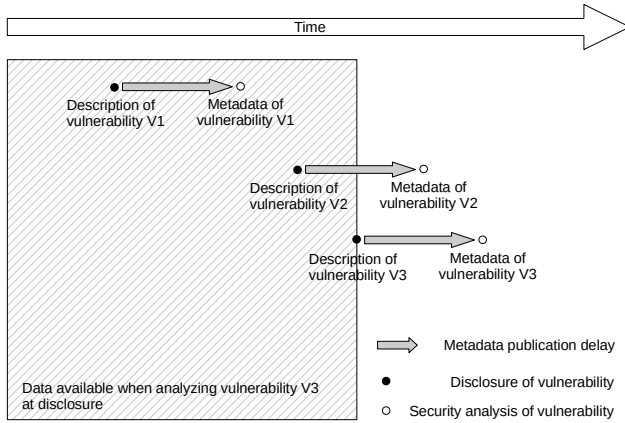 Time
Description of
vulnerability V1
Metadata of
vulnerability V1
Description of
vulnerability V2
Metadata of
vulnerability V2
Description of
vulnerability V3
Metadata of
vulnerability V3
Metadata publication delay
Disclosure of vulnerability
Security analysis of vulnerability
Data available when analyzing vulnerability V3
at disclosure